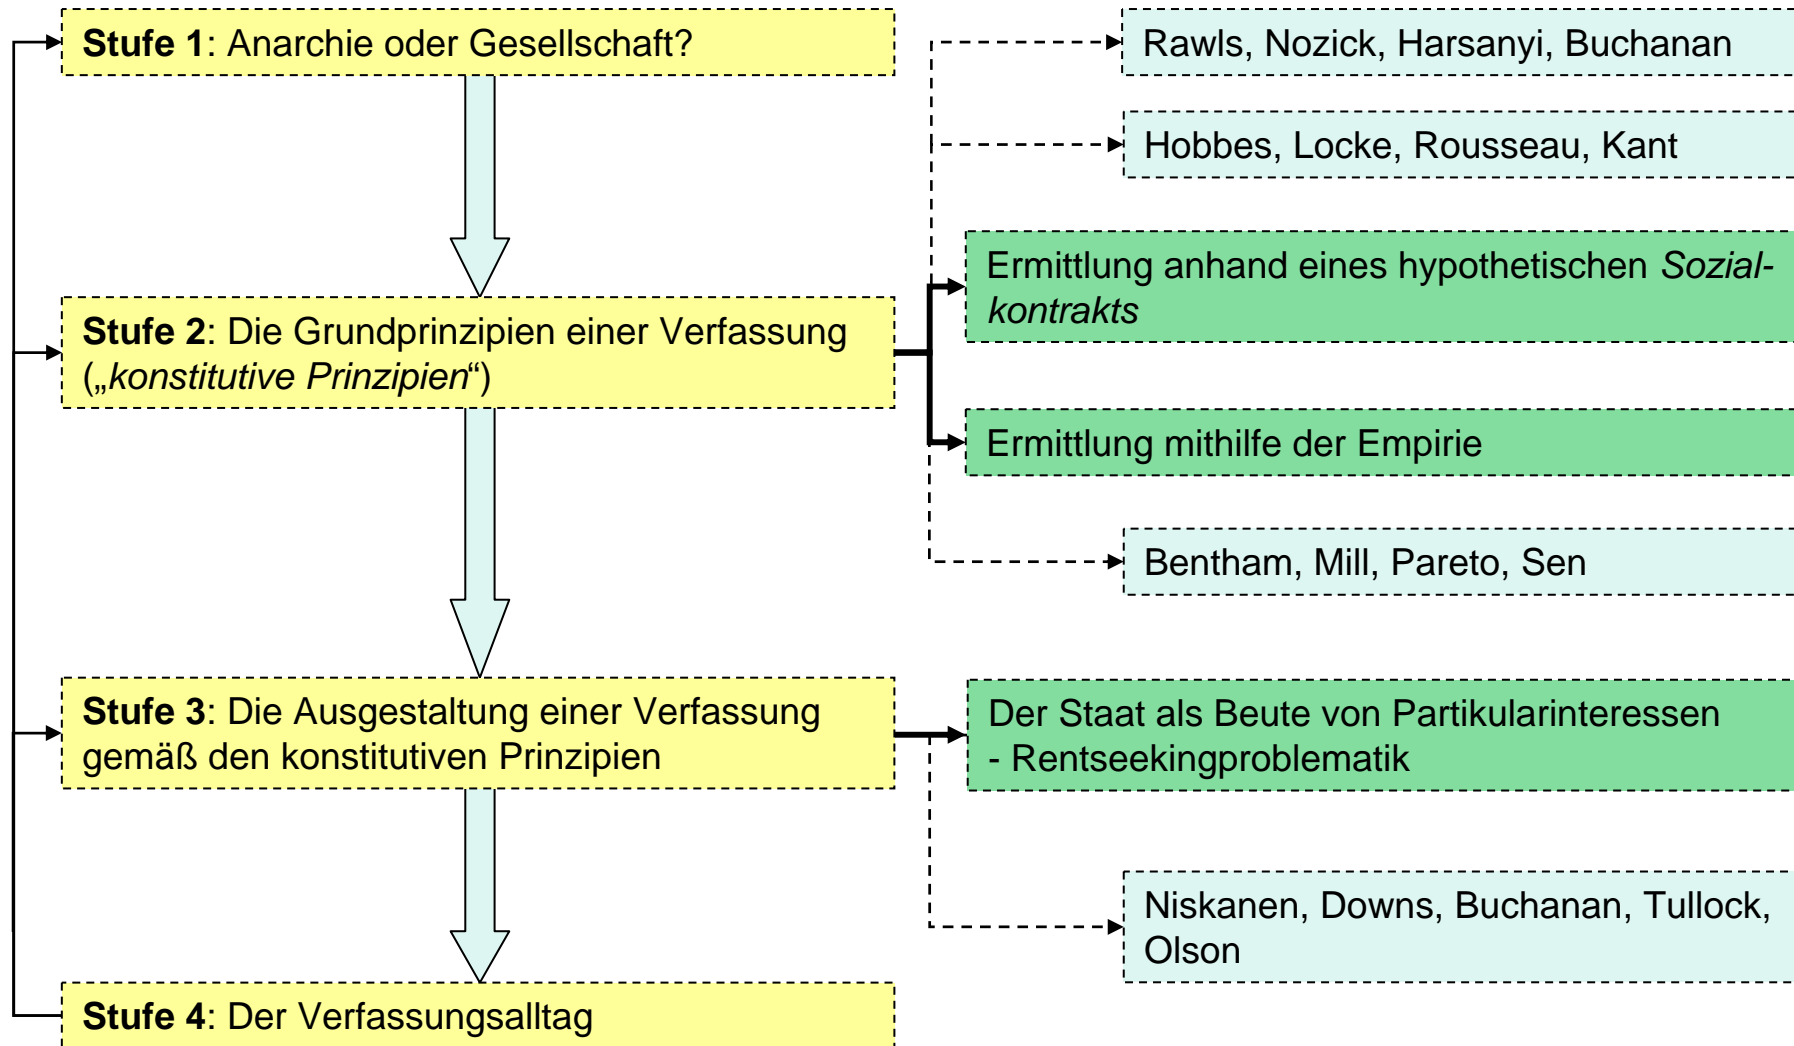 Stufe 1: Anarchie oder Gesellschaft?
Rawls, Nozick, Harsanyi, Buchanan
Hobbes, Locke, Rousseau, Kant
Ermittlung anhand eines hypothetischen Sozial-
kontrakts
Stufe 2: Die Grundprinzipien einer Verfassung
(„konstitutive Prinzipien“)
Ermittlung mithilfe der Empirie
Bentham, Mill, Pareto, Sen
Stufe 3: Die Ausgestaltung einer Verfassung
gemäß den konstitutiven Prinzipien
Der Staat als Beute von Partikularinteressen
- Rentseekingproblematik
Niskanen, Downs, Buchanan, Tullock,
Olson
Stufe 4: Der Verfassungsalltag